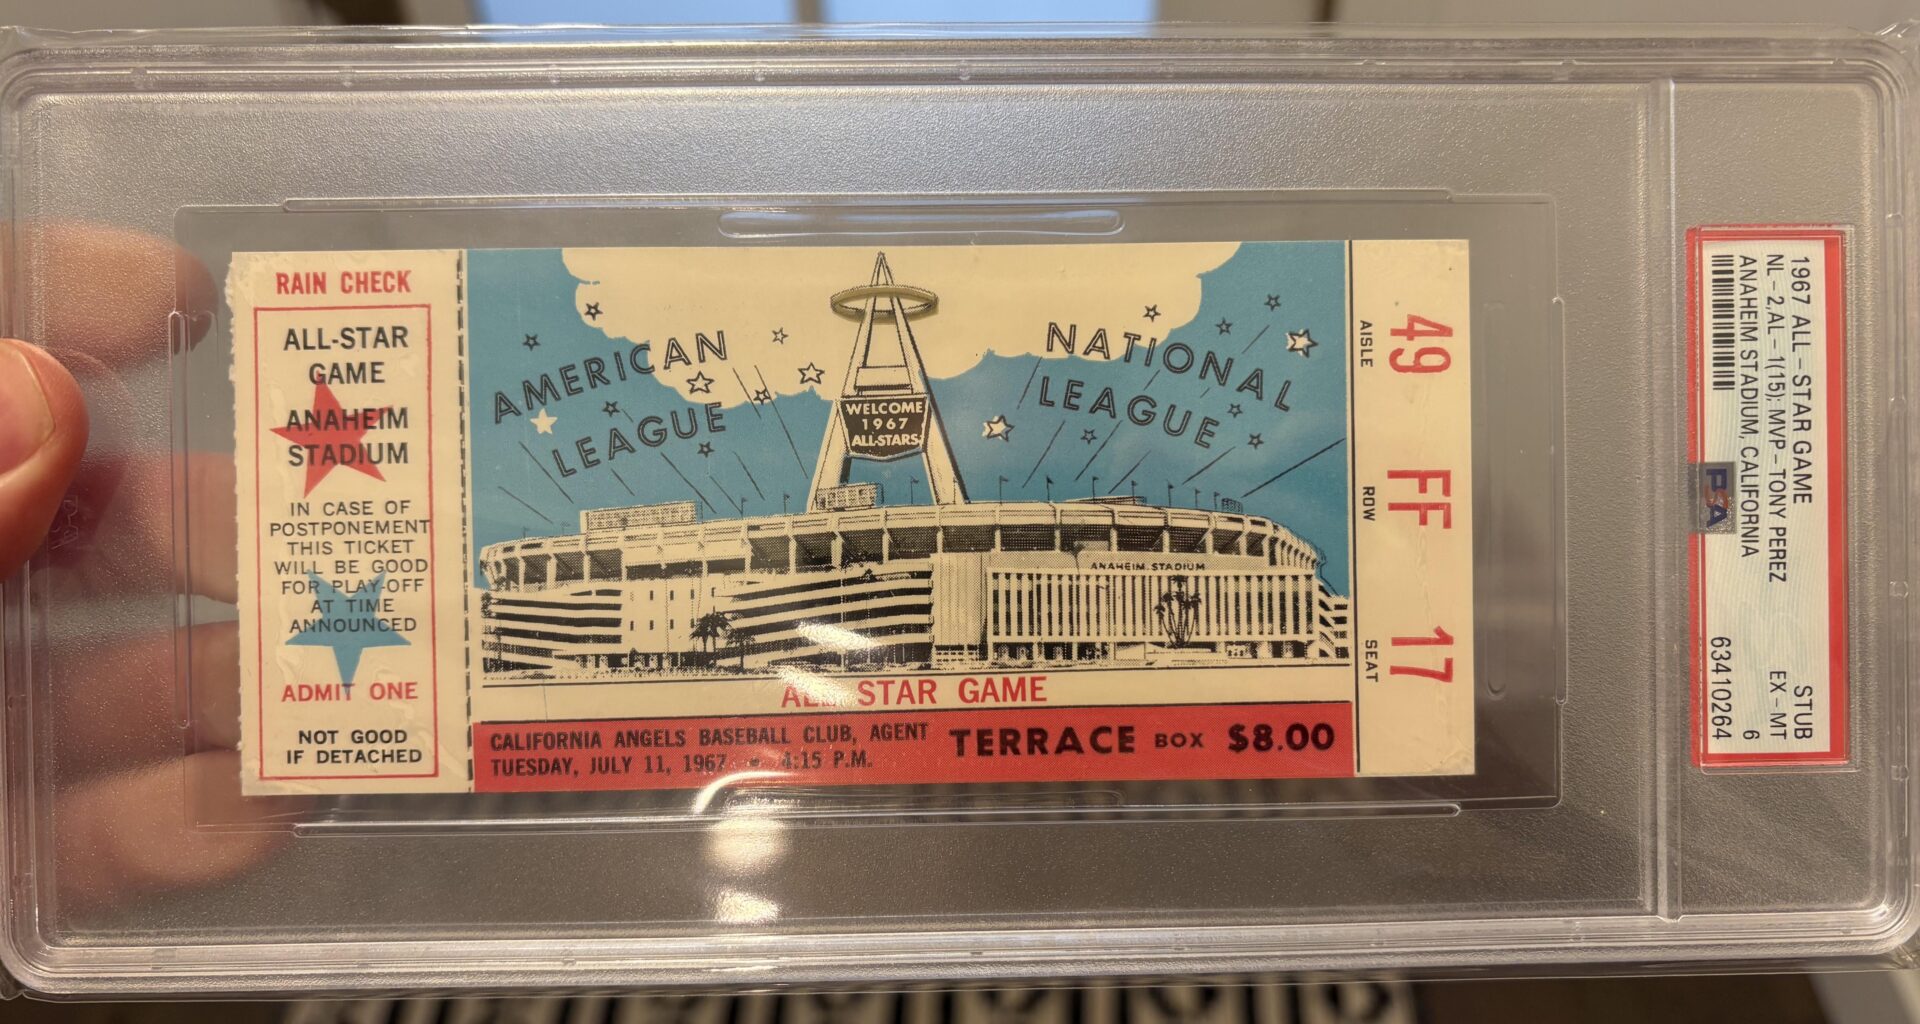 RAIN CHECK
ALL-STAR
GAME
ANAHEIM
STADIUM
IN CASE OF
POSTPONEMENT
THIS TICKET
WILL BE GOOD
FOR PLAY-OFF
AT TIME
ANNOUNCED
ADMIT ONE
NOT GOOD
IF DETACHED
AMERICAN
LEAGUE
NATIONAL
LEAGUE
WELCOME
1967
ALL-STARS
ANAHEIM STADIUM
ALL STAR GAME
CALIFORNIA ANGELS BASEBALL CLUB, AGENT
TUESDAY, JULY 11, 1967 • 4:15 P.M.
TERRACE BOX $8.00
49 FF 17
AISLE ROW SEAT
1967 ALL-STAR GAME STUB
NL-2,AL-1(15); MVP-TONY PEREZ EX-MT
ANAHEIM STADIUM, CALIFORNIA 6
63410264
PSA